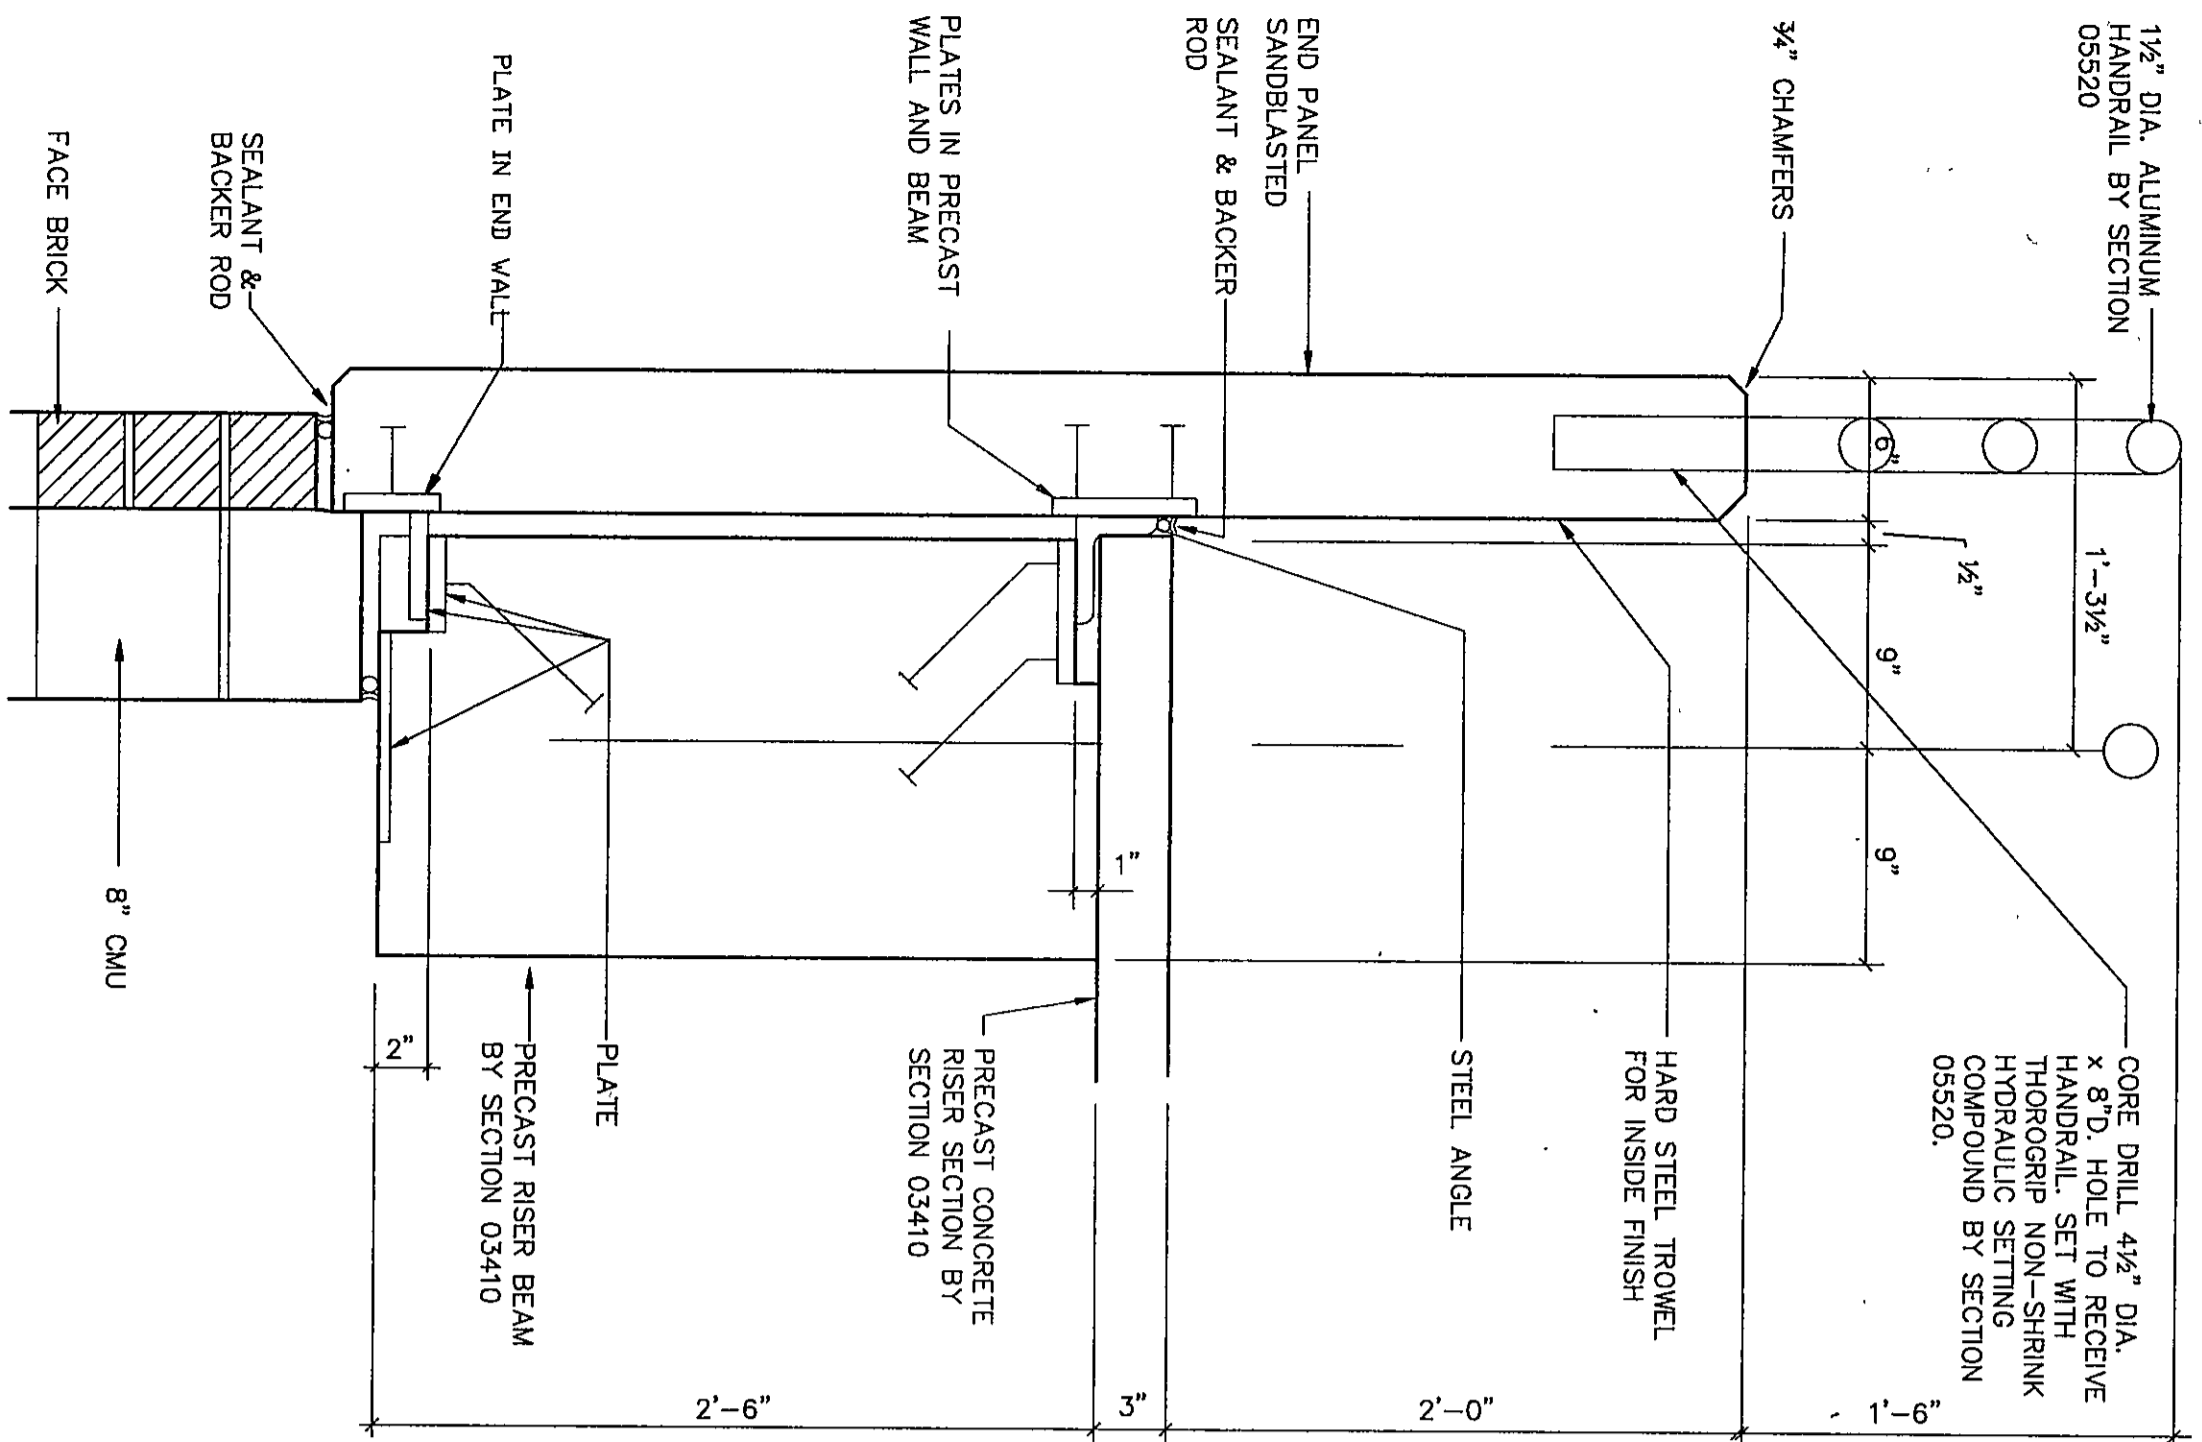 1½" DIA. ALUMINUM
HANDRAIL BY SECTION
05520
¾" CHAMFERS
END PANEL
SANDBLASTED
SEALANT & BACKER
ROD
PLATES IN PRECAST
WALL AND BEAM
PLATE IN END WALL
SEALANT &
BACKER ROD
FACE BRICK
6"
½"
1'-3½"
9"
9"
1"
2"
8" CMU
CORE DRILL 4½" DIA.
x 8"D. HOLE TO RECEIVE
HANDRAIL. SET WITH
THOROGRIP NON-SHRINK
HYDRAULIC SETTING
COMPOUND BY SECTION
05520.
HARD STEEL TROWEL
FOR INSIDE FINISH
STEEL ANGLE
PRECAST CONCRETE
RISER SECTION BY
SECTION 03410
PLATE
PRECAST RISER BEAM
BY SECTION 03410
1'-6"
2'-0"
3"
2'-6"